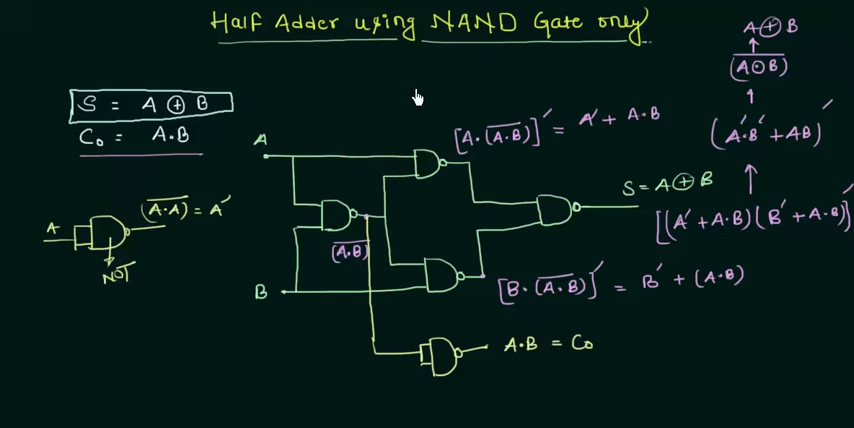 Half Adder using NAND Gate only
A ⊕ B
(A ⊙ B)‾
(A′·B′ + AB)′
S = A ⊕ B
C₀ = A·B
A
[A·(A·B)‾]′ = A′ + A·B
S = A ⊕ B
[(A′ + A·B)(B′ + A·B)]′
A
(A·A)‾ = A′
NOT
(A·B)‾
B
[B·(A·B)‾]′ = B′ + (A·B)
A·B = C₀